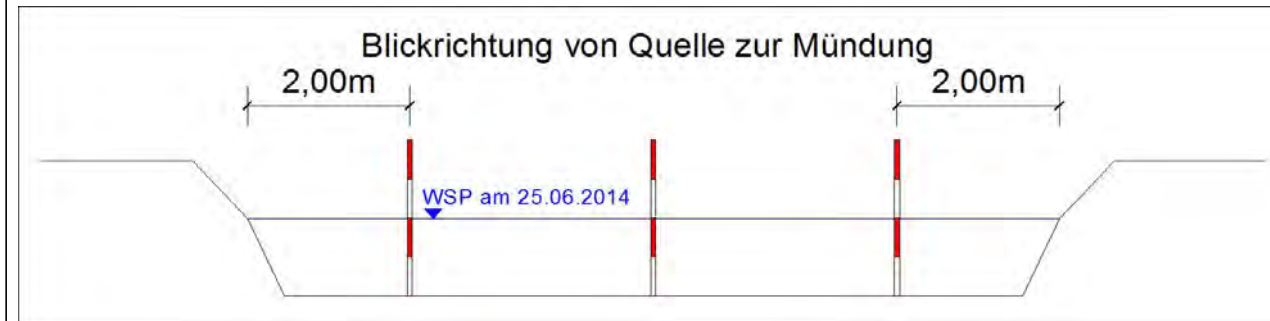 Blickrichtung von Quelle zur Mündung
2,00m 2,00m
WSP am 25.06.2014